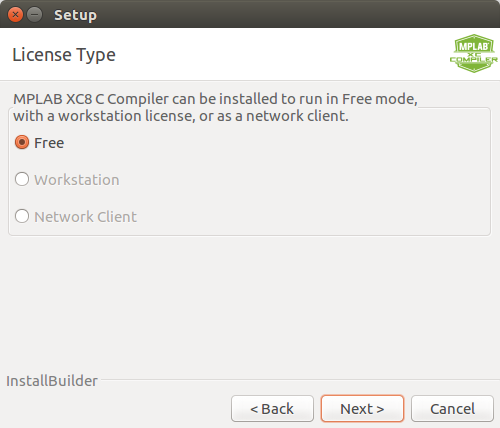 Setup
License Type
MPLAB
XC
COMPILER
MPLAB XC8 C Compiler can be installed to run in Free mode,
with a workstation license, or as a network client.
Free
Workstation
Network Client
InstallBuilder
< Back
Next >
Cancel